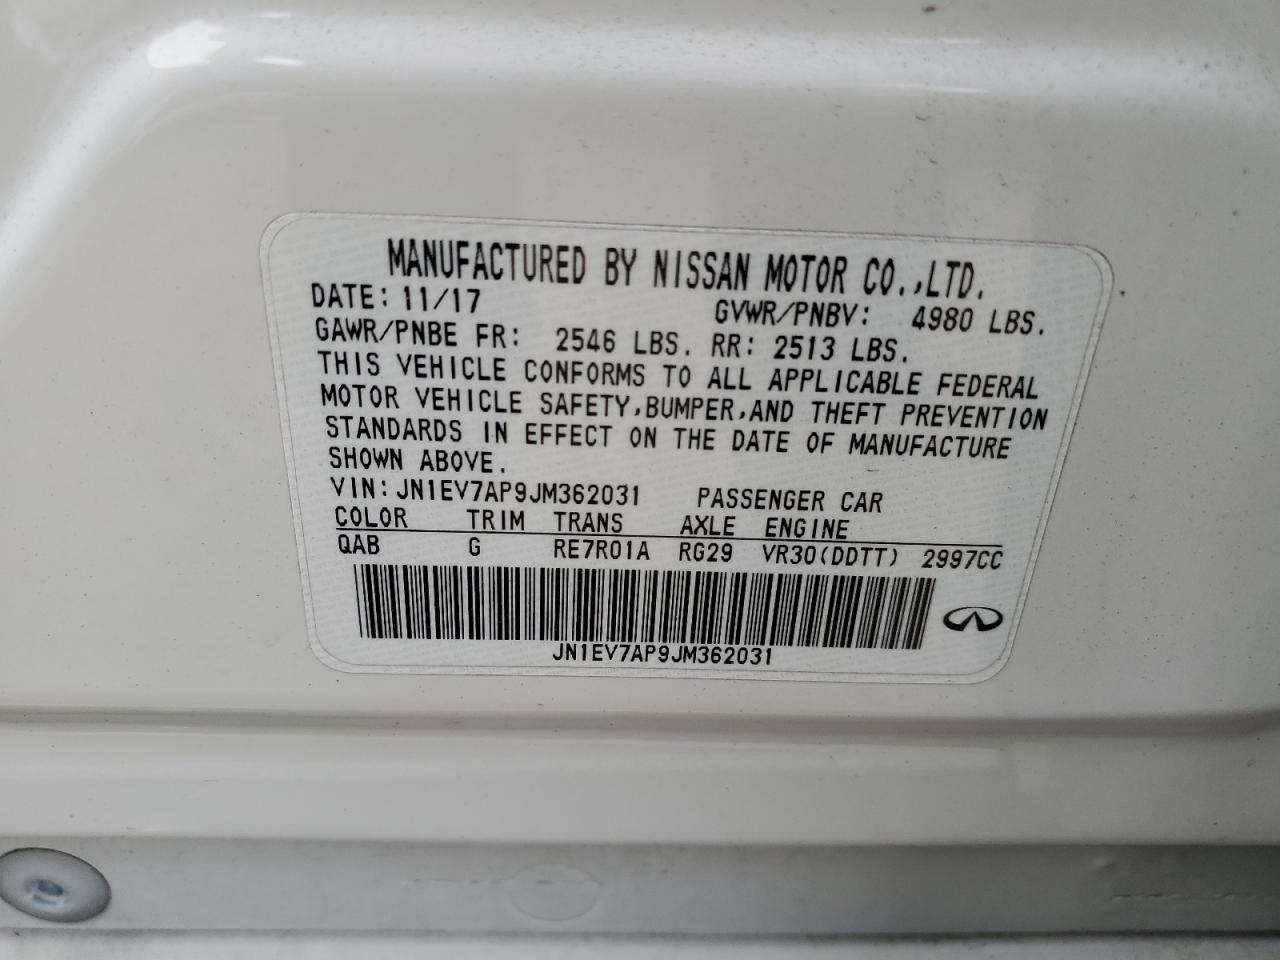 MANUFACTURED BY NISSAN MOTOR CO.,LTD.
DATE: 11/17 GVWR/PNBV: 4980 LBS.
GAWR/PNBE FR: 2546 LBS. RR: 2513 LBS.
THIS VEHICLE CONFORMS TO ALL APPLICABLE FEDERAL
MOTOR VEHICLE SAFETY,BUMPER,AND THEFT PREVENTION
STANDARDS IN EFFECT ON THE DATE OF MANUFACTURE
SHOWN ABOVE.
VIN: JN1EV7AP9JM362031 PASSENGER CAR
COLOR TRIM TRANS AXLE ENGINE
QAB G RE7R01A RG29 VR30(DDTT) 2997CC
JN1EV7AP9JM362031